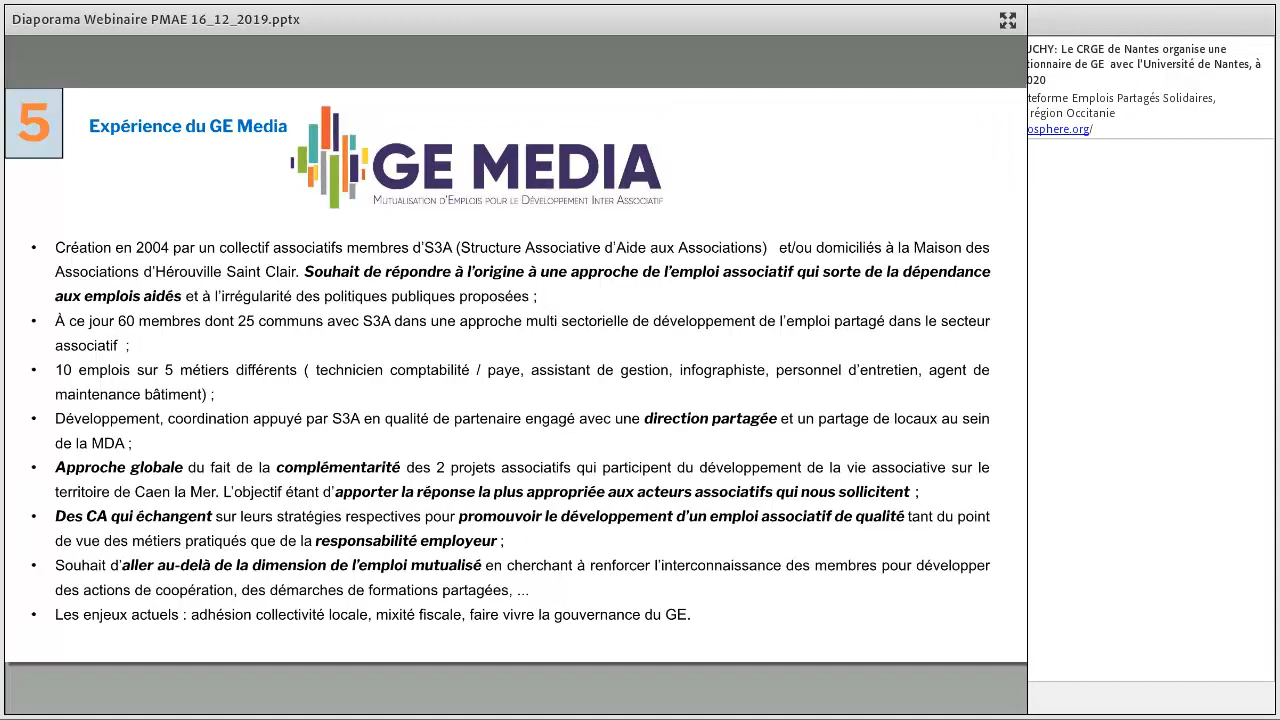 Diaporama Webinaire PMAE 16_12_2019.pptx
5
Expérience du GE Media
GE MEDIA
Mutualisation d'Emplois pour le Développement Inter Associatif
• Création en 2004 par un collectif associatifs membres d'S3A (Structure Associative d'Aide aux Associations) et/ou domiciliés à la Maison des
Associations d'Hérouville Saint Clair. Souhait de répondre à l'origine à une approche de l'emploi associatif qui sorte de la dépendance
aux emplois aidés et à l'irrégularité des politiques publiques proposées ;
• À ce jour 60 membres dont 25 communs avec S3A dans une approche multi sectorielle de développement de l'emploi partagé dans le secteur
associatif ;
• 10 emplois sur 5 métiers différents ( technicien comptabilité / paye, assistant de gestion, infographiste, personnel d'entretien, agent de
maintenance bâtiment) ;
• Développement, coordination appuyé par S3A en qualité de partenaire engagé avec une direction partagée et un partage de locaux au sein
de la MDA ;
• Approche globale du fait de la complémentarité des 2 projets associatifs qui participent du développement de la vie associative sur le
territoire de Caen la Mer. L'objectif étant d'apporter la réponse la plus appropriée aux acteurs associatifs qui nous sollicitent ;
• Des CA qui échangent sur leurs stratégies respectives pour promouvoir le développement d'un emploi associatif de qualité tant du point
de vue des métiers pratiqués que de la responsabilité employeur ;
• Souhait d'aller au-delà de la dimension de l'emploi mutualisé en cherchant à renforcer l'interconnaissance des membres pour développer
des actions de coopération, des démarches de formations partagées, ...
• Les enjeux actuels : adhésion collectivité locale, mixité fiscale, faire vivre la gouvernance du GE.
UCHY: Le CRGE de Nantes organise une
tionnaire de GE avec l'Université de Nantes, à
020
teforme Emplois Partagés Solidaires,
région Occitanie
osphere.org/